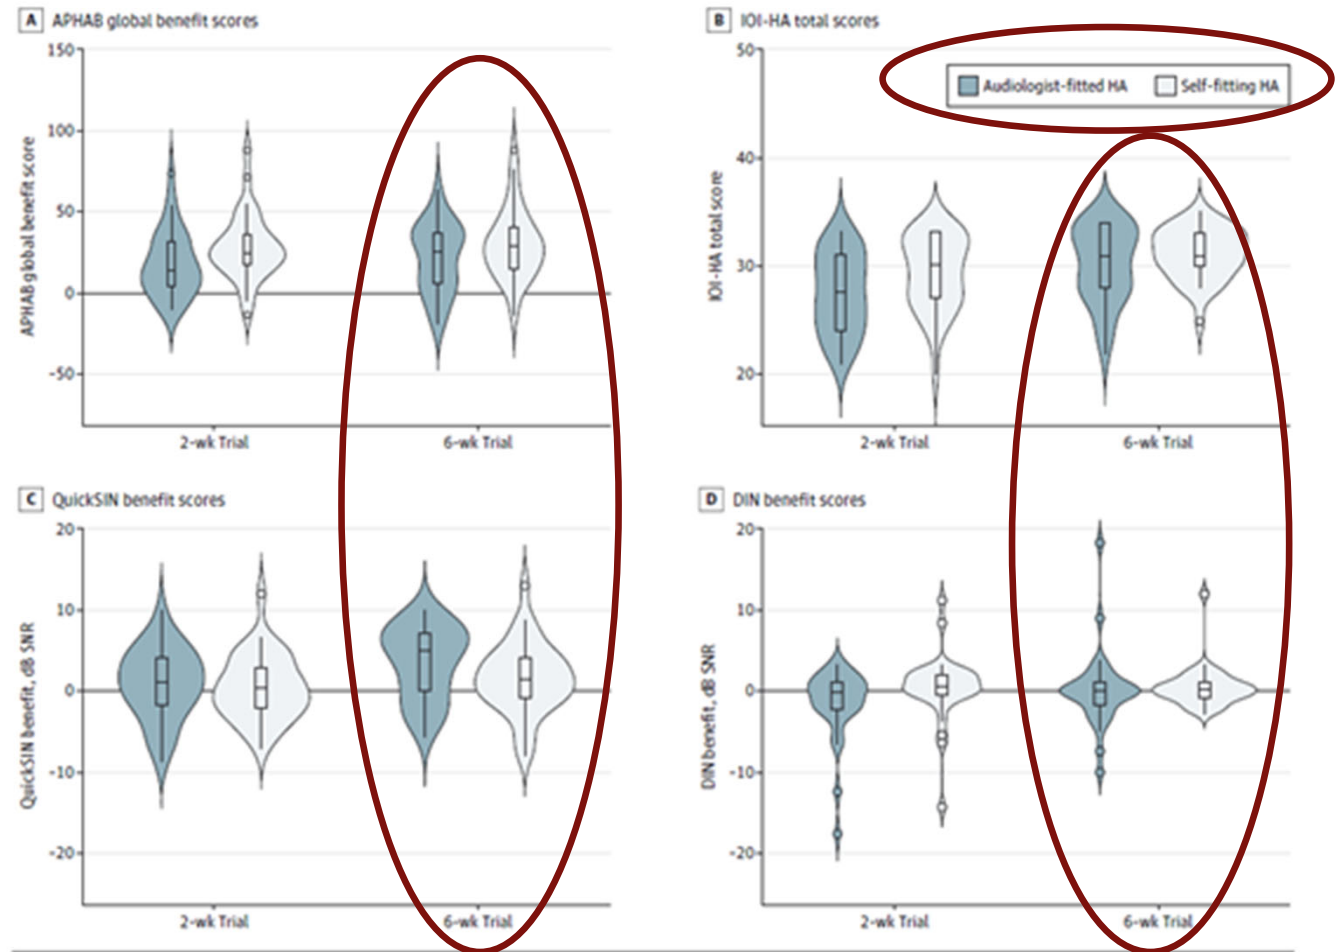 A APHAB global benefit scores
150
100
50
0
-50
APHAB global benefit score
2-wk Trial
6-wk Trial
B IOI-HA total scores
Audiologist-fitted HA
Self-fitting HA
50
40
30
20
IOI-HA total score
2-wk Trial
6-wk Trial
C QuickSIN benefit scores
20
10
0
-10
-20
QuickSIN benefit, dB SNR
2-wk Trial
6-wk Trial
D DIN benefit scores
20
10
0
-10
-20
DIN benefit, dB SNR
2-wk Trial
6-wk Trial